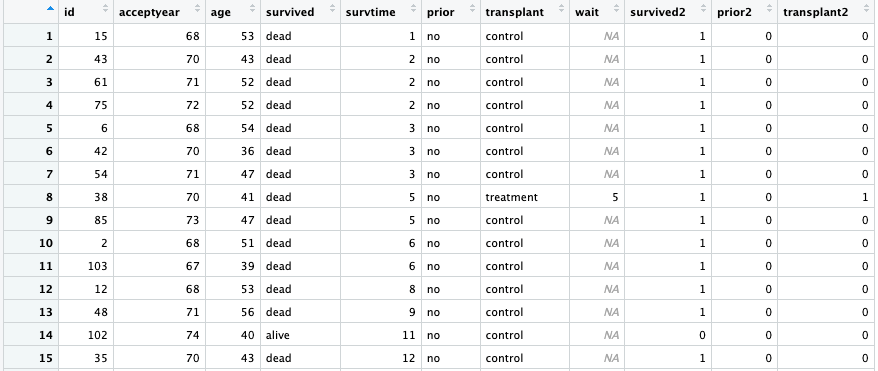 id acceptyear age survived survtime prior transplant wait survived2 prior2 transplant2
1 15 68 53 dead 1 no control NA 1 0 0
2 43 70 43 dead 2 no control NA 1 0 0
3 61 71 52 dead 2 no control NA 1 0 0
4 75 72 52 dead 2 no control NA 1 0 0
5 6 68 54 dead 3 no control NA 1 0 0
6 42 70 36 dead 3 no control NA 1 0 0
7 54 71 47 dead 3 no control NA 1 0 0
8 38 70 41 dead 5 no treatment 5 1 0 1
9 85 73 47 dead 5 no control NA 1 0 0
10 2 68 51 dead 6 no control NA 1 0 0
11 103 67 39 dead 6 no control NA 1 0 0
12 12 68 53 dead 8 no control NA 1 0 0
13 48 71 56 dead 9 no control NA 1 0 0
14 102 74 40 alive 11 no control NA 0 0 0
15 35 70 43 dead 12 no control NA 1 0 0